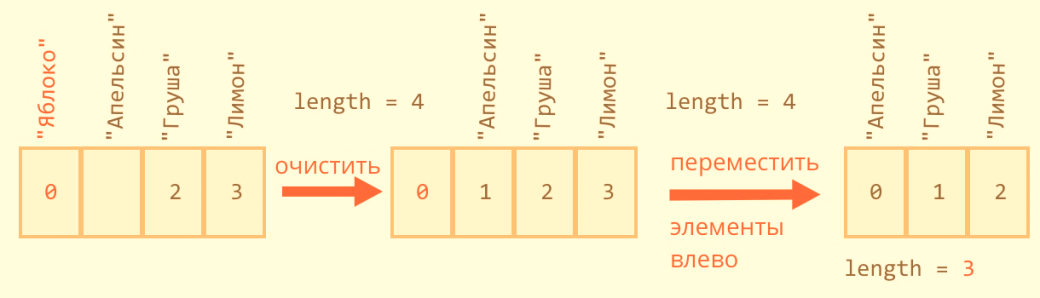 "Яблоко" "Апельсин" "Груша" "Лимон"
0 2 3
очистить
length = 4
"Апельсин" "Груша" "Лимон"
0 1 2 3
length = 4
переместить
элементы
влево
"Апельсин" "Груша" "Лимон"
0 1 2
length = 3